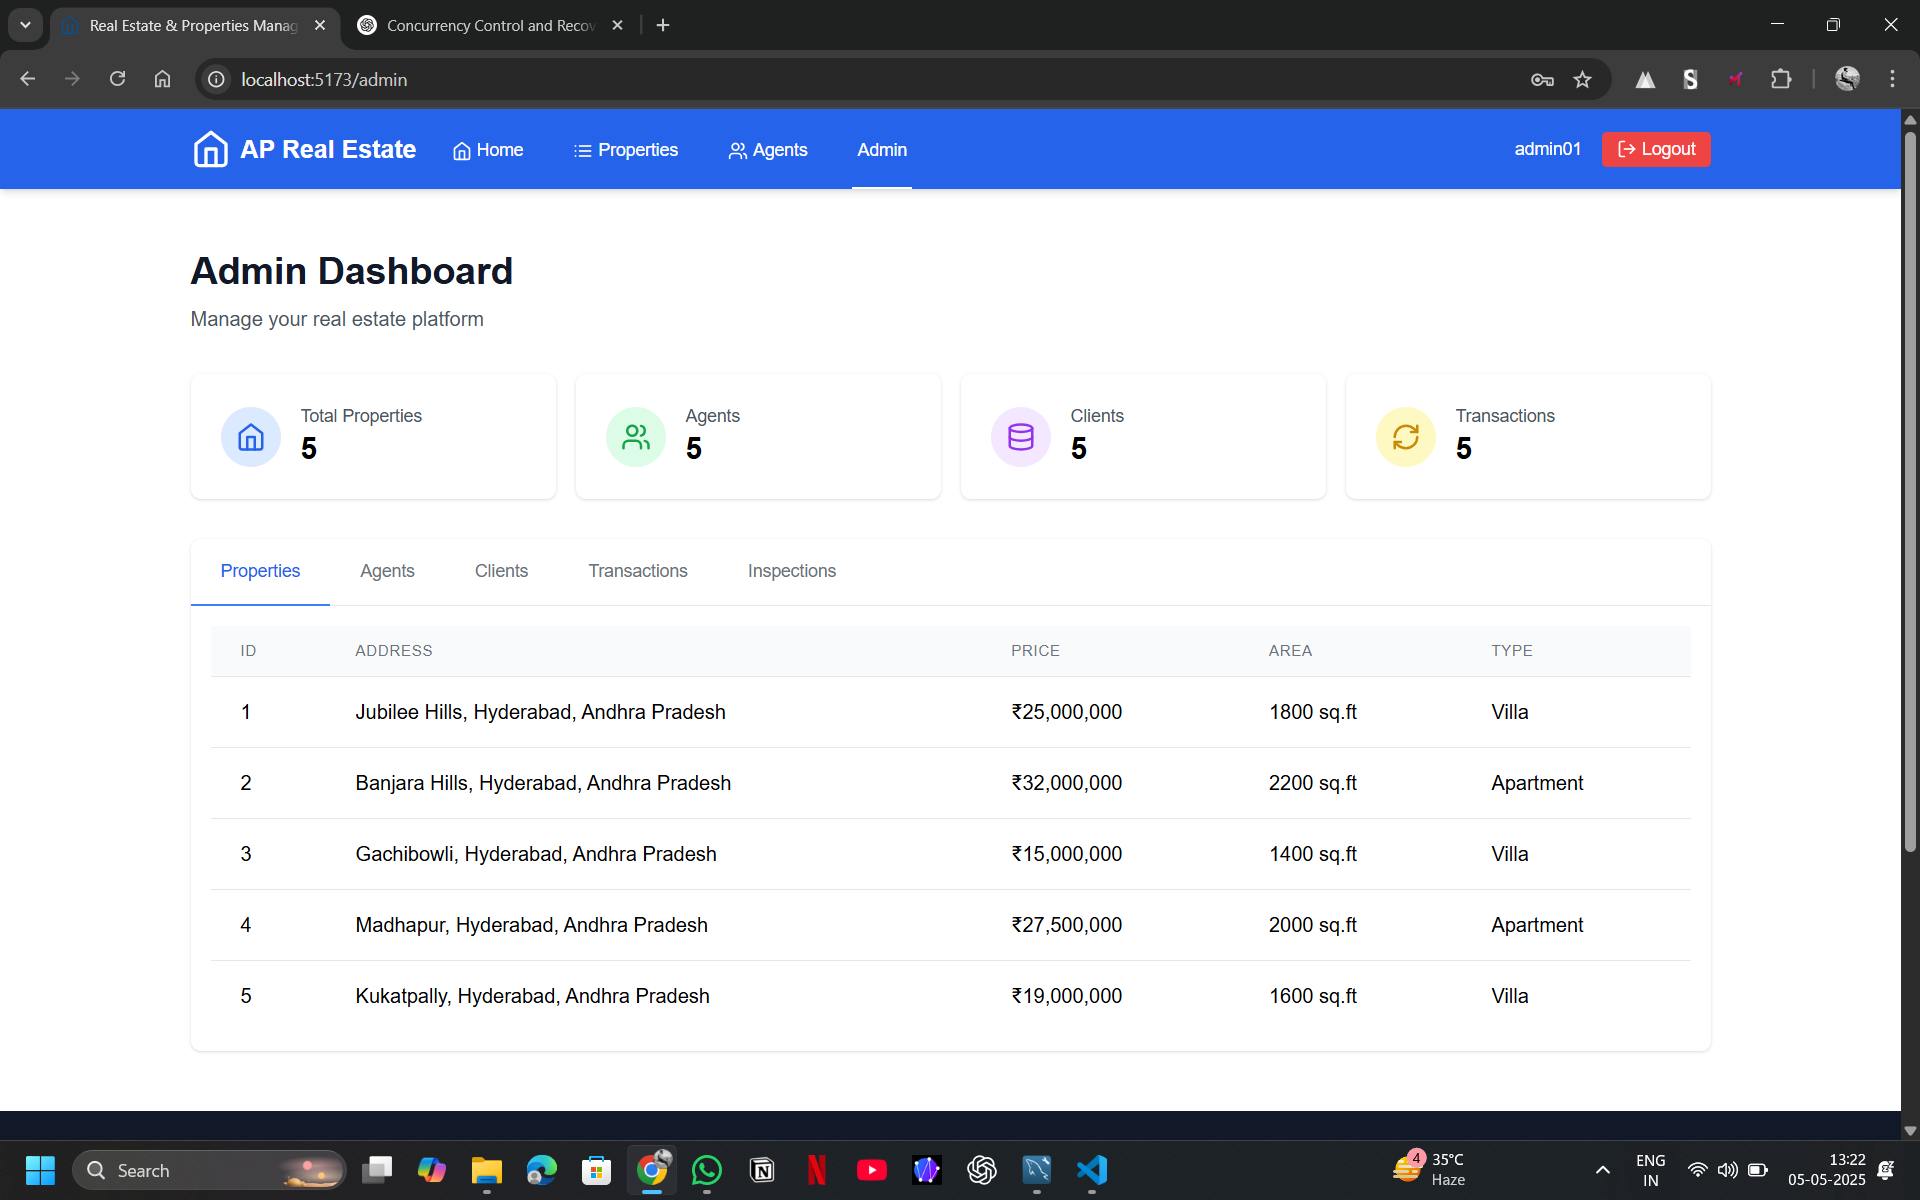 Real Estate & Properties Manag
Concurrency Control and Recov
localhost:5173/admin
AP Real Estate
Home
Properties
Agents
Admin
admin01
Logout
Admin Dashboard
Manage your real estate platform
Total Properties
5
Agents
5
Clients
5
Transactions
5
Properties Agents Clients Transactions Inspections
ID ADDRESS PRICE AREA TYPE
1 Jubilee Hills, Hyderabad, Andhra Pradesh ₹25,000,000 1800 sq.ft Villa
2 Banjara Hills, Hyderabad, Andhra Pradesh ₹32,000,000 2200 sq.ft Apartment
3 Gachibowli, Hyderabad, Andhra Pradesh ₹15,000,000 1400 sq.ft Villa
4 Madhapur, Hyderabad, Andhra Pradesh ₹27,500,000 2000 sq.ft Apartment
5 Kukatpally, Hyderabad, Andhra Pradesh ₹19,000,000 1600 sq.ft Villa
Search
4
35°C
Haze
ENG
IN
13:22
05-05-2025